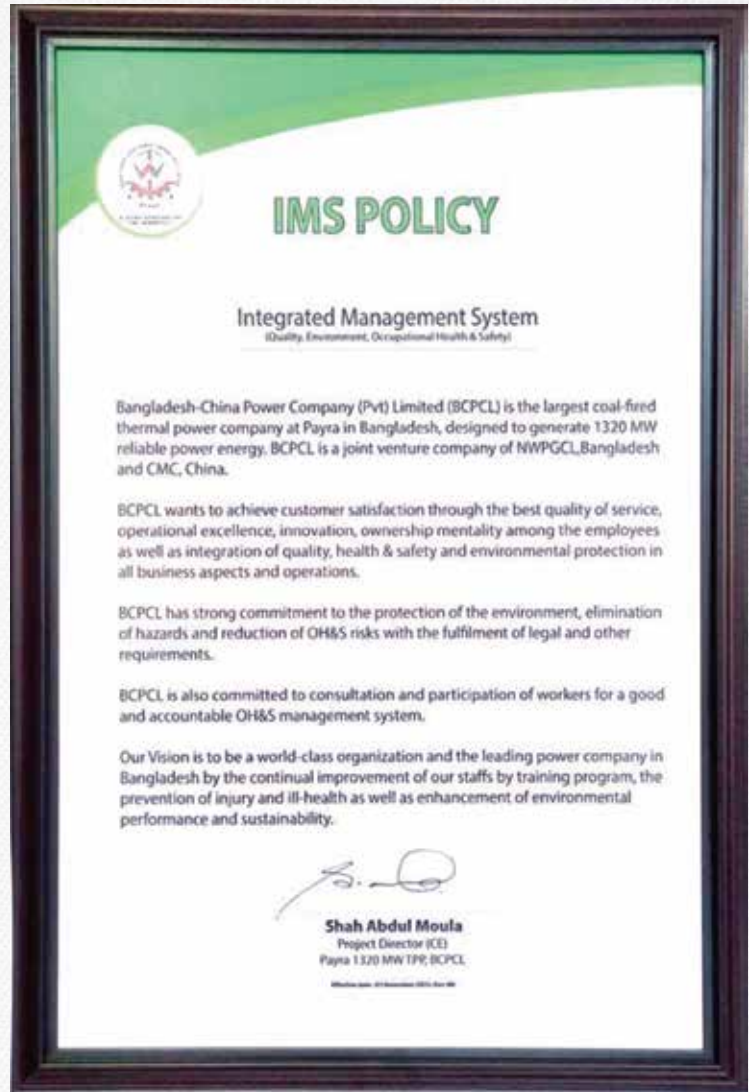 IMS POLICY
Integrated Management System
(Quality, Environment, Occupational Health & Safety)
Bangladesh-China Power Company (Pvt) Limited (BCPCL) is the largest coal-fired
thermal power company at Payra in Bangladesh, designed to generate 1320 MW
reliable power energy. BCPCL is a joint venture company of NWPGCL,Bangladesh
and CMC, China.
BCPCL wants to achieve customer satisfaction through the best quality of service,
operational excellence, innovation, ownership mentality among the employees
as well as integration of quality, health & safety and environmental protection in
all business aspects and operations.
BCPCL has strong commitment to the protection of the environment, elimination
of hazards and reduction of OH&S risks with the fulfilment of legal and other
requirements.
BCPCL is also committed to consultation and participation of workers for a good
and accountable OH&S management system.
Our Vision is to be a world-class organization and the leading power company in
Bangladesh by the continual improvement of our staffs by training program, the
prevention of injury and ill-health as well as enhancement of environmental
performance and sustainability.
Shah Abdul Moula
Project Director (CE)
Payra 1320 MW TPP, BCPCL